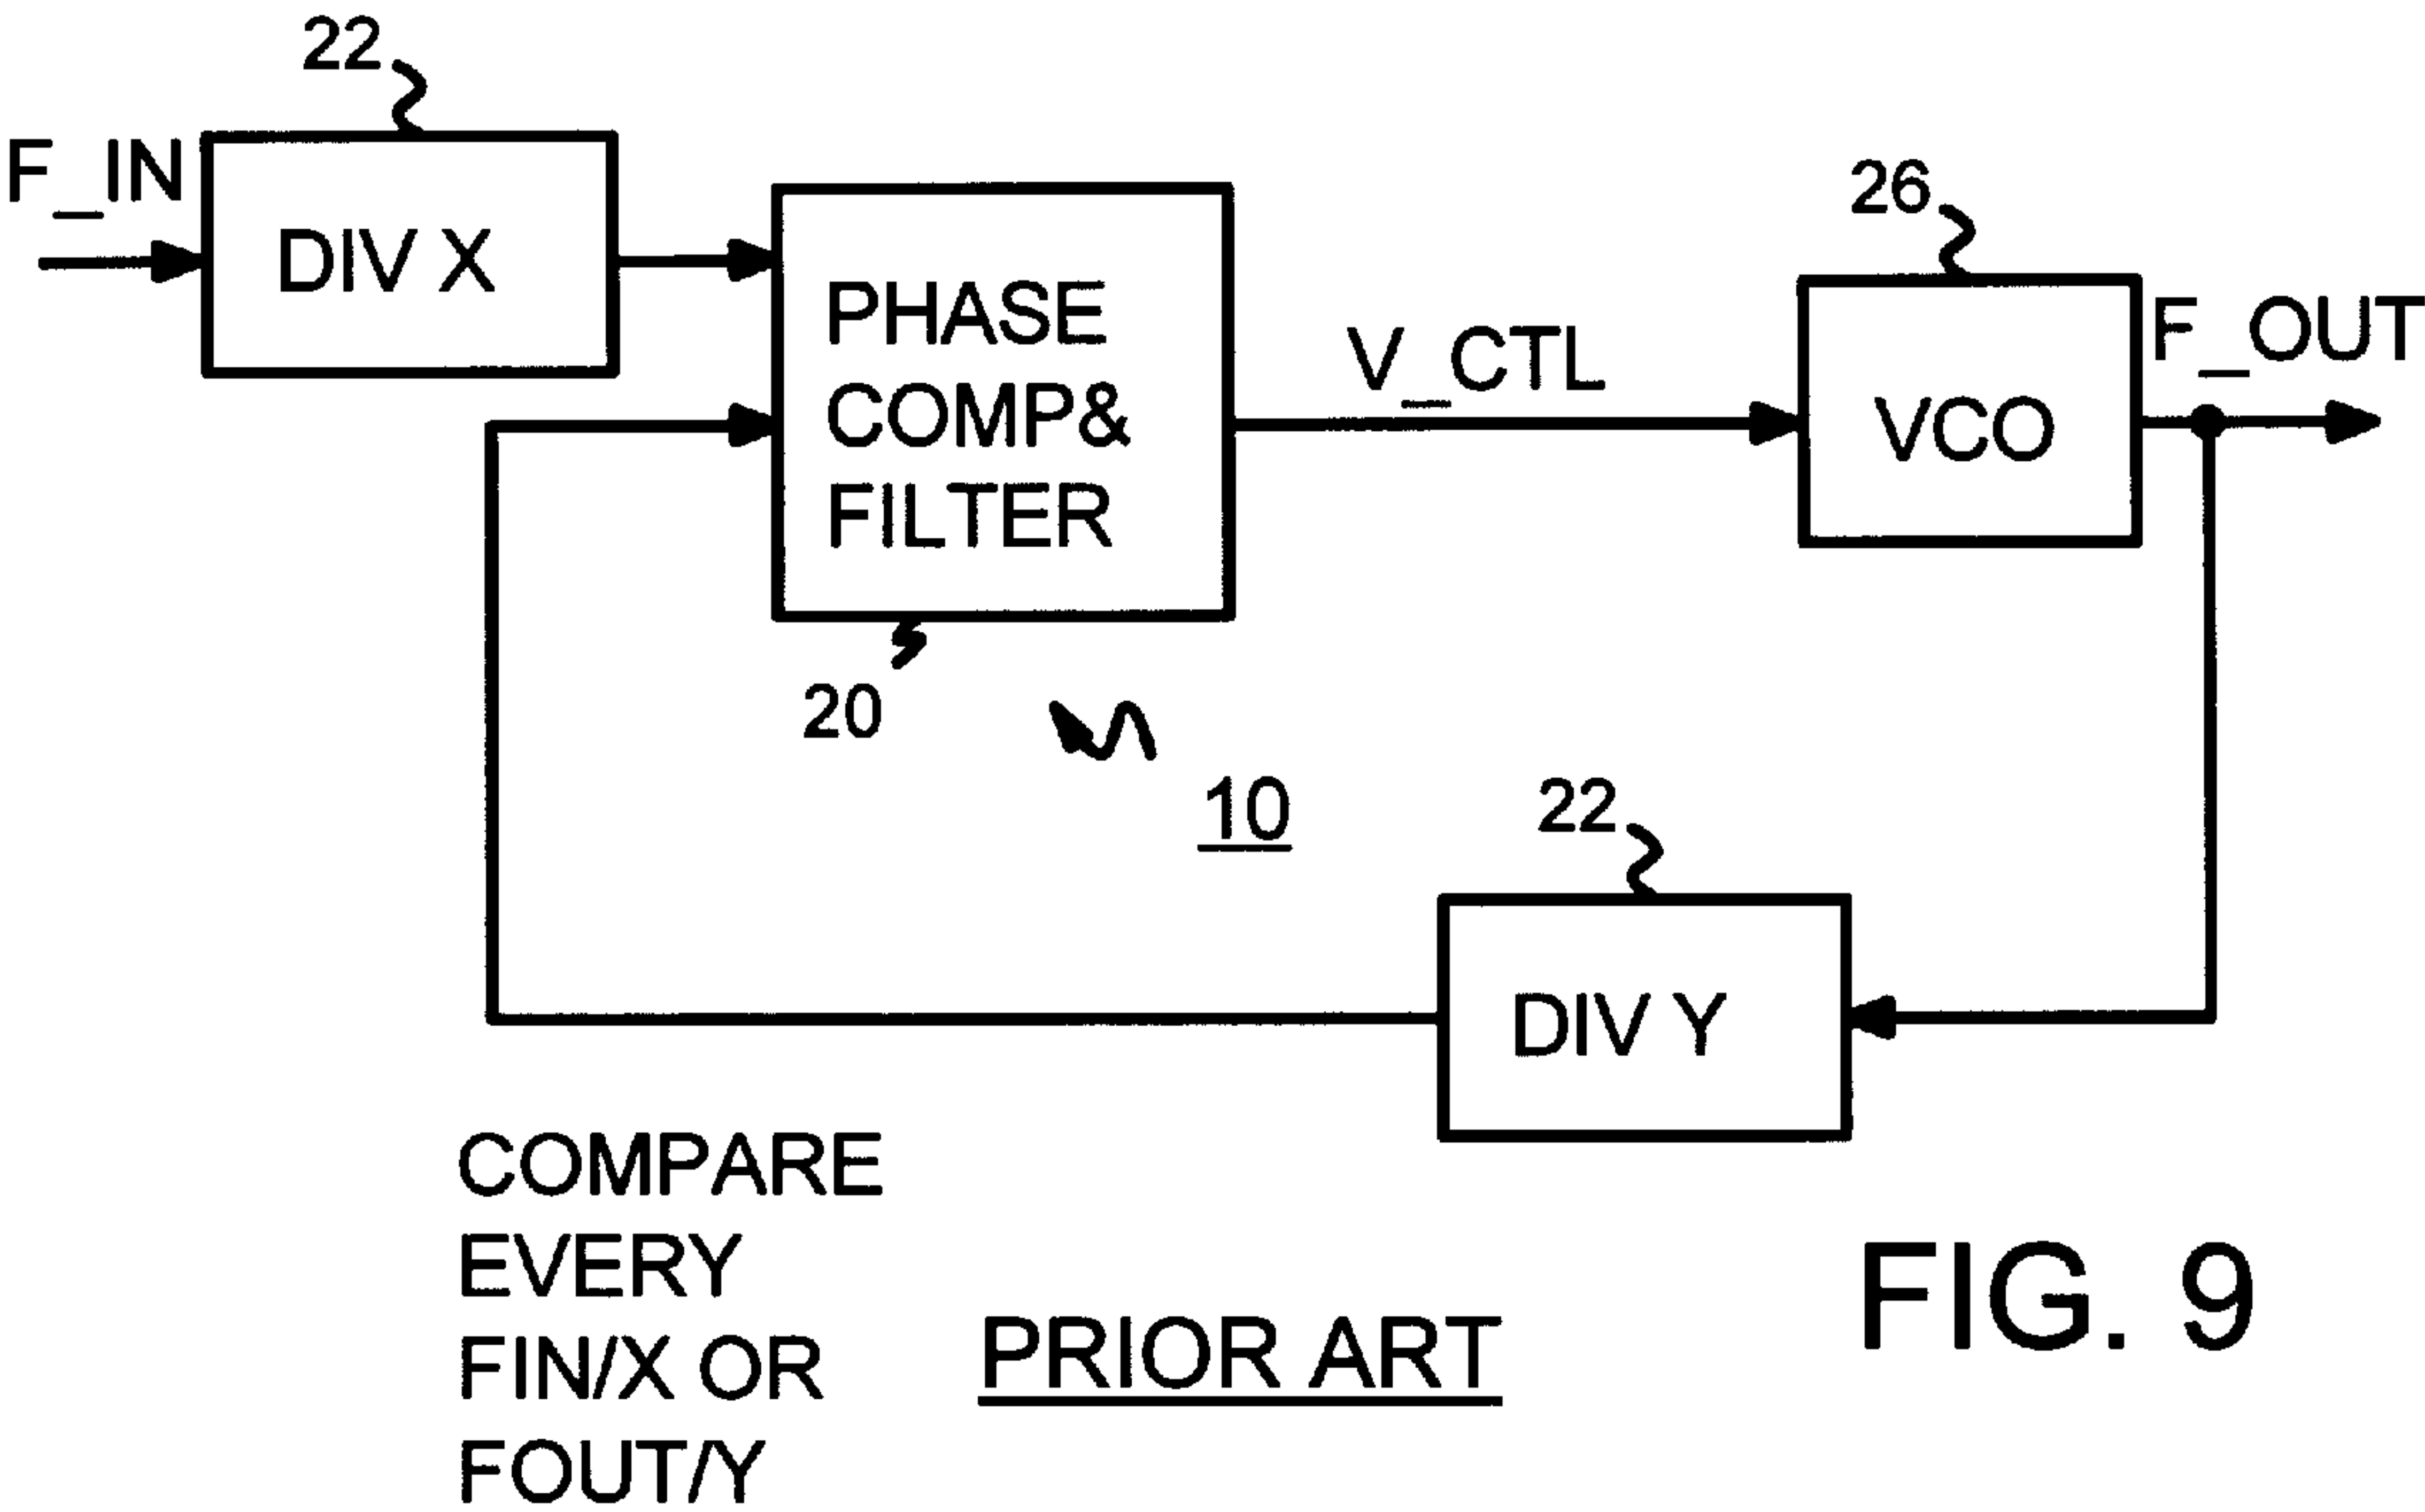 22
F_IN
DIV X
PHASE
COMP&
FILTER
20
V_CTL
26
VCO
F_OUT
10
22
DIV Y
COMPARE
EVERY
FIN/X OR
FOUT/Y
PRIOR ART
FIG. 9